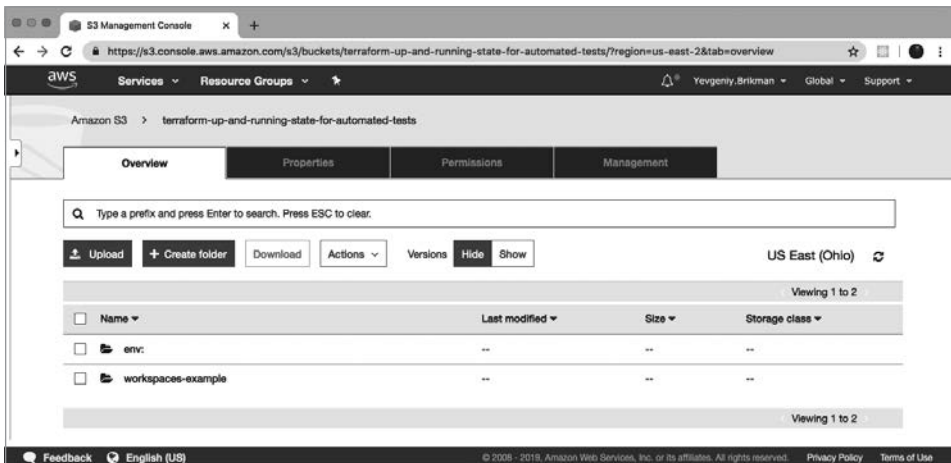 S3 Management Console
https://s3.console.aws.amazon.com/s3/buckets/terraform-up-and-running-state-for-automated-tests/?region=us-east-2&tab=overview
aws Services Resource Groups Yevgeniy.Brikman Global Support
Amazon S3 > terraform-up-and-running-state-for-automated-tests
Overview Properties Permissions Management
Type a prefix and press Enter to search. Press ESC to clear.
Upload + Create folder Download Actions Versions Hide Show US East (Ohio)
Viewing 1 to 2
Name Last modified Size Storage class
env: -- -- --
workspaces-example -- -- --
Viewing 1 to 2
Feedback English (US) © 2008 - 2019, Amazon Web Services, Inc. or its affiliates. All rights reserved. Privacy Policy Terms of Use